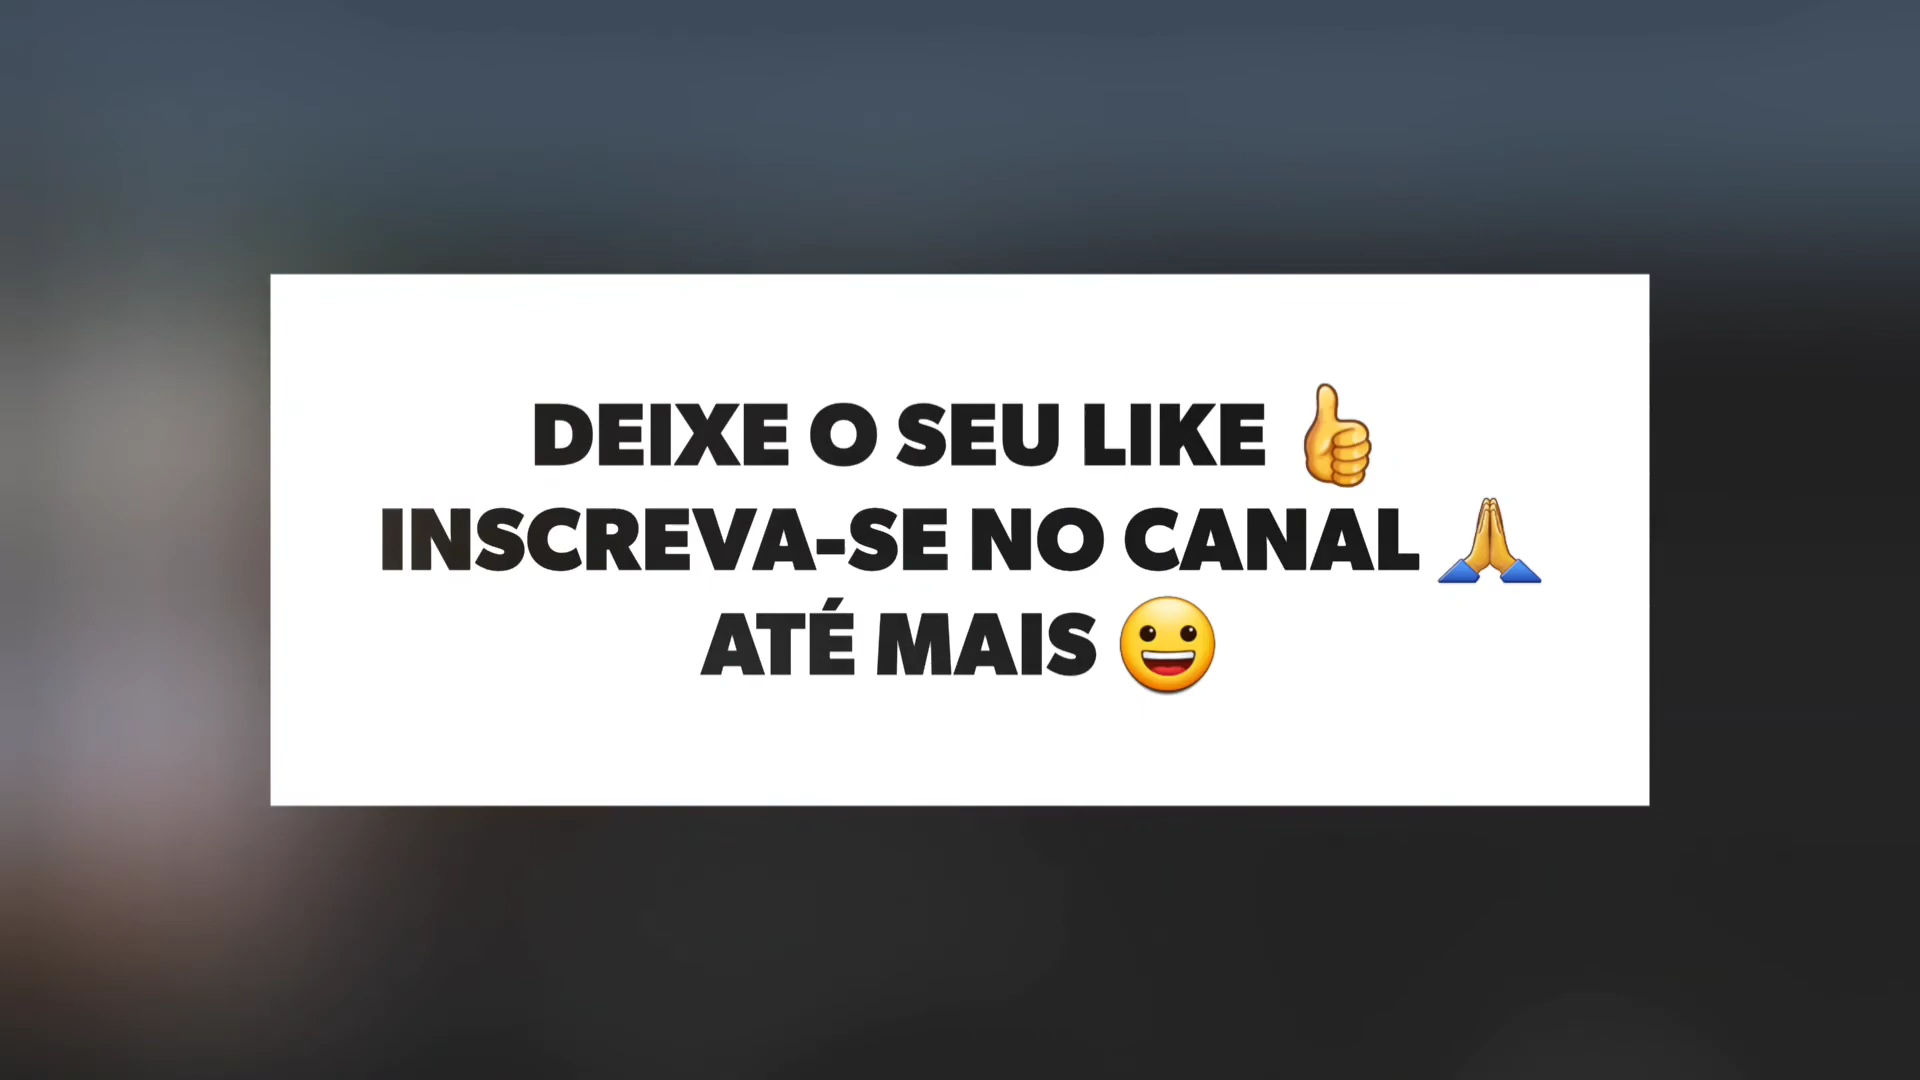 DEIXE O SEU LIKE 👍
INSCREVA-SE NO CANAL 🙏
ATÉ MAIS 😀